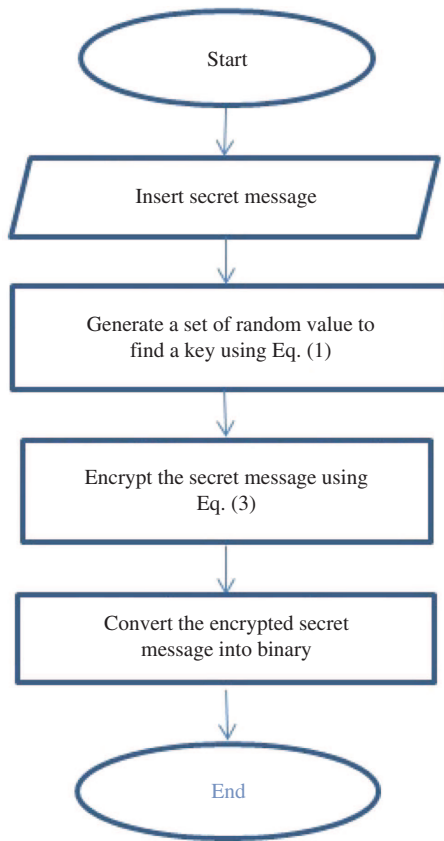 Start
Insert secret message
Generate a set of random value to
find a key using Eq. (1)
Encrypt the secret message using
Eq. (3)
Convert the encrypted secret
message into binary
End